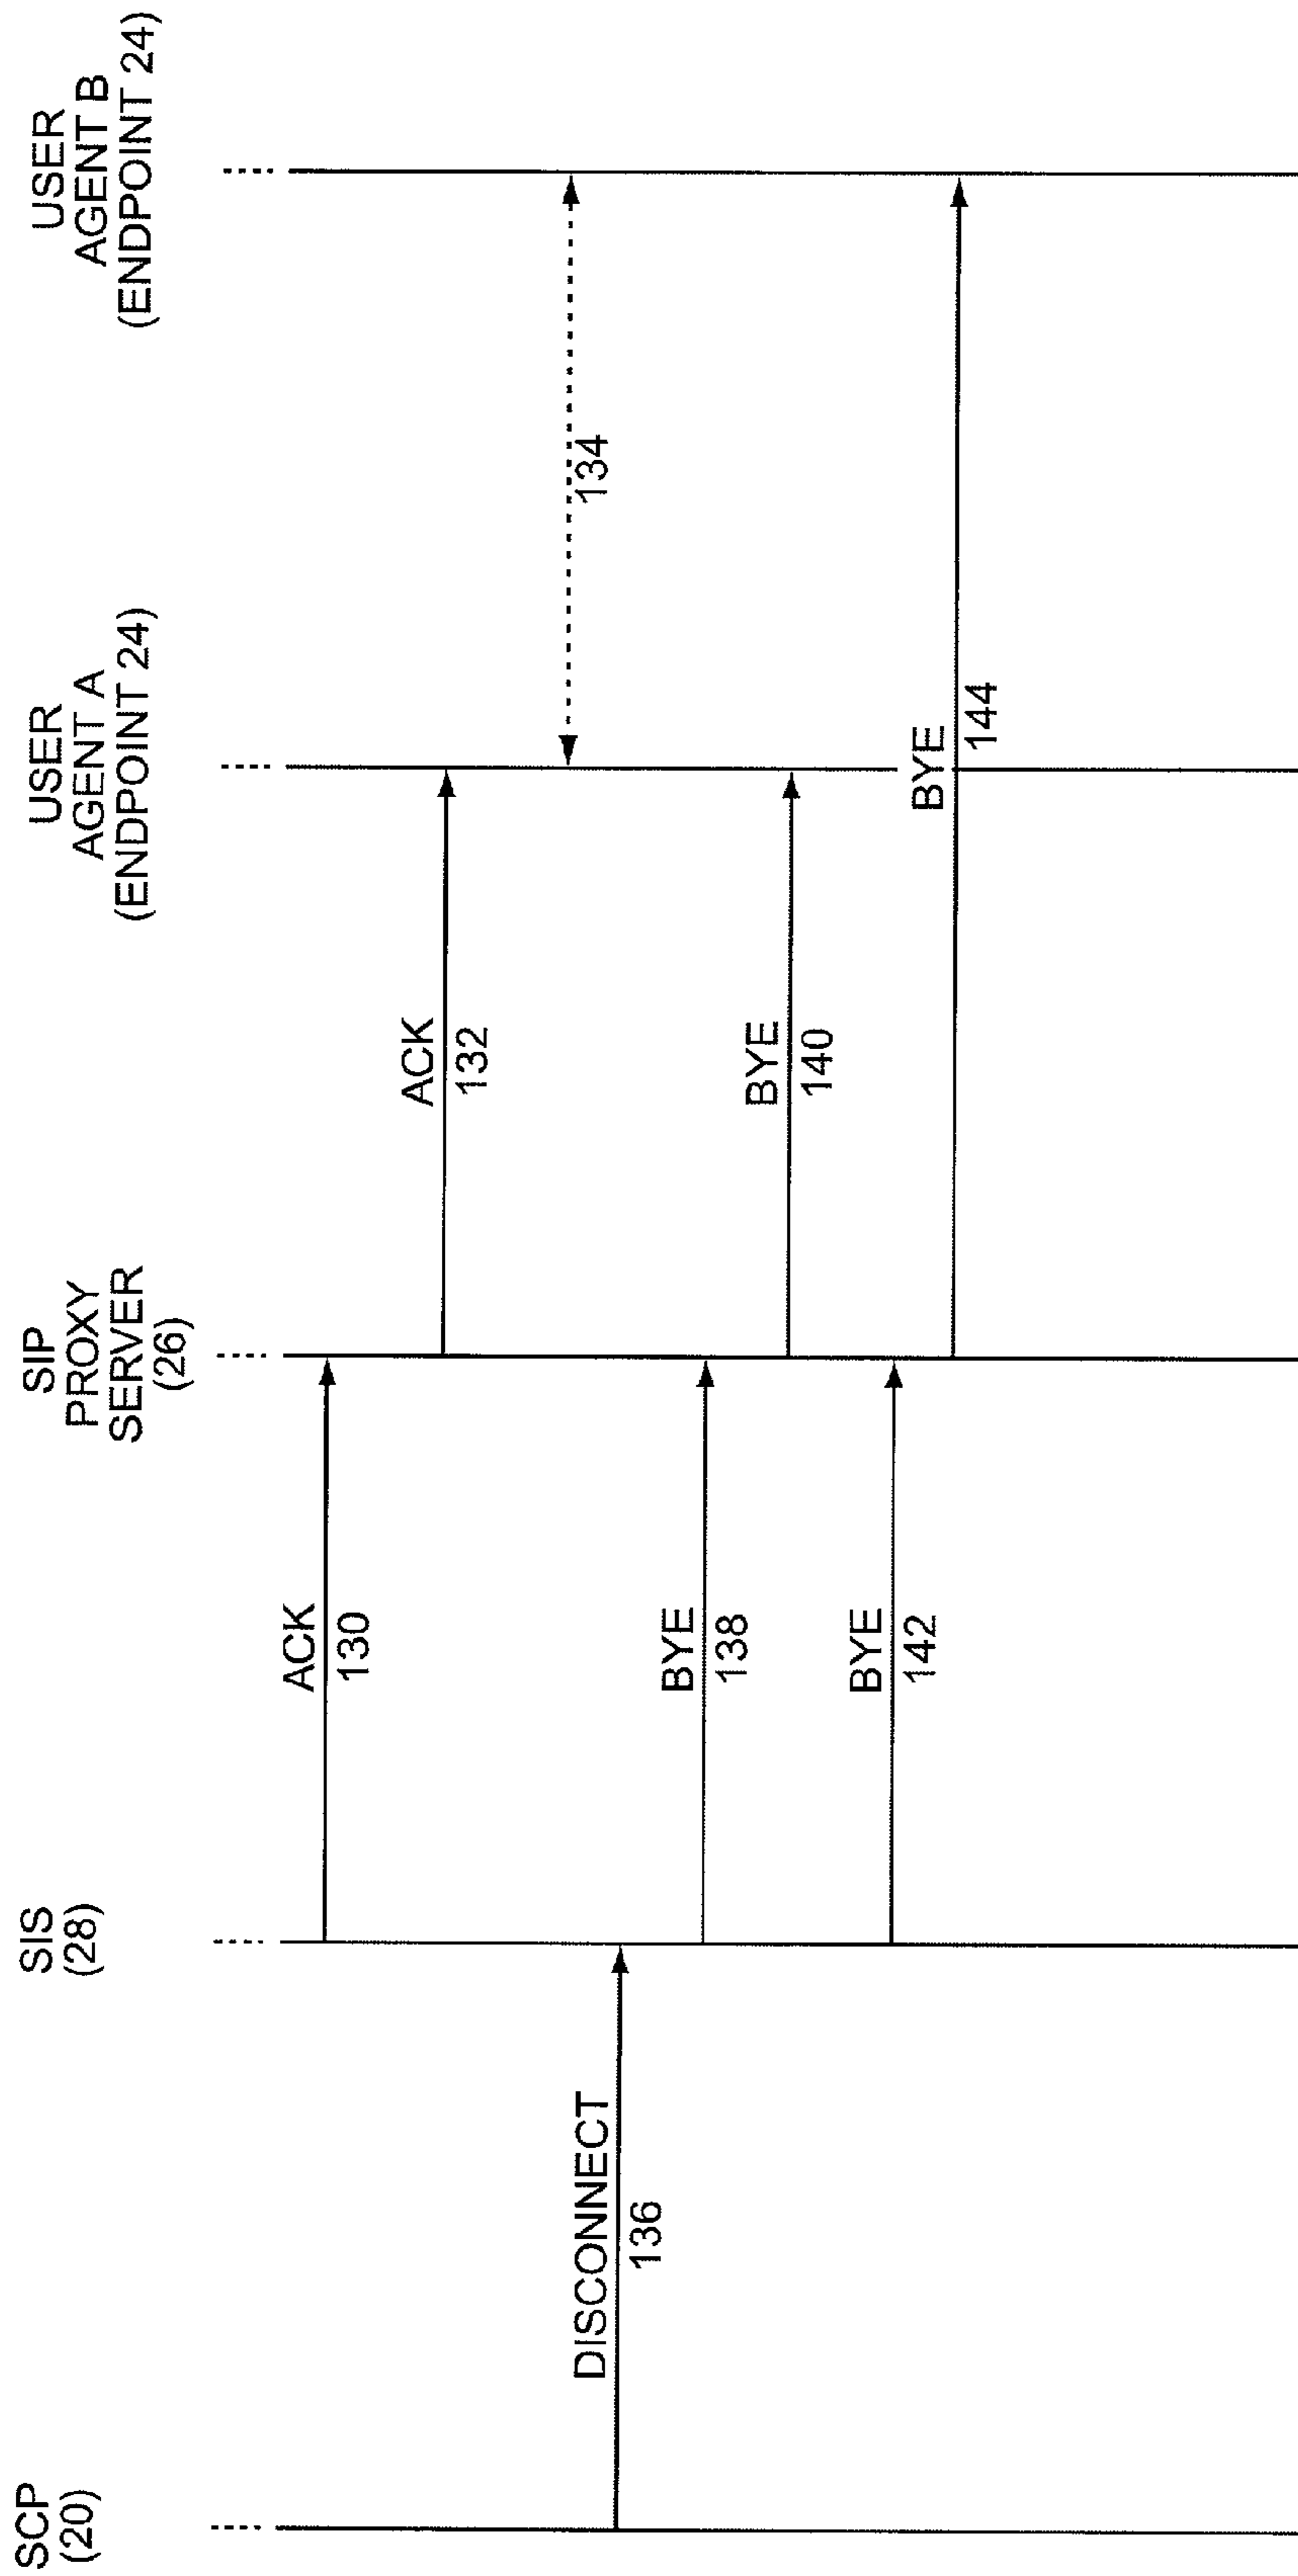 SCP
(20)
SIS
(28)
SIP
PROXY
SERVER
(26)
USER
AGENT A
(ENDPOINT 24)
USER
AGENT B
(ENDPOINT 24)
ACK
130
ACK
132
134
DISCONNECT
136
BYE
138
BYE
140
BYE
142
BYE
144